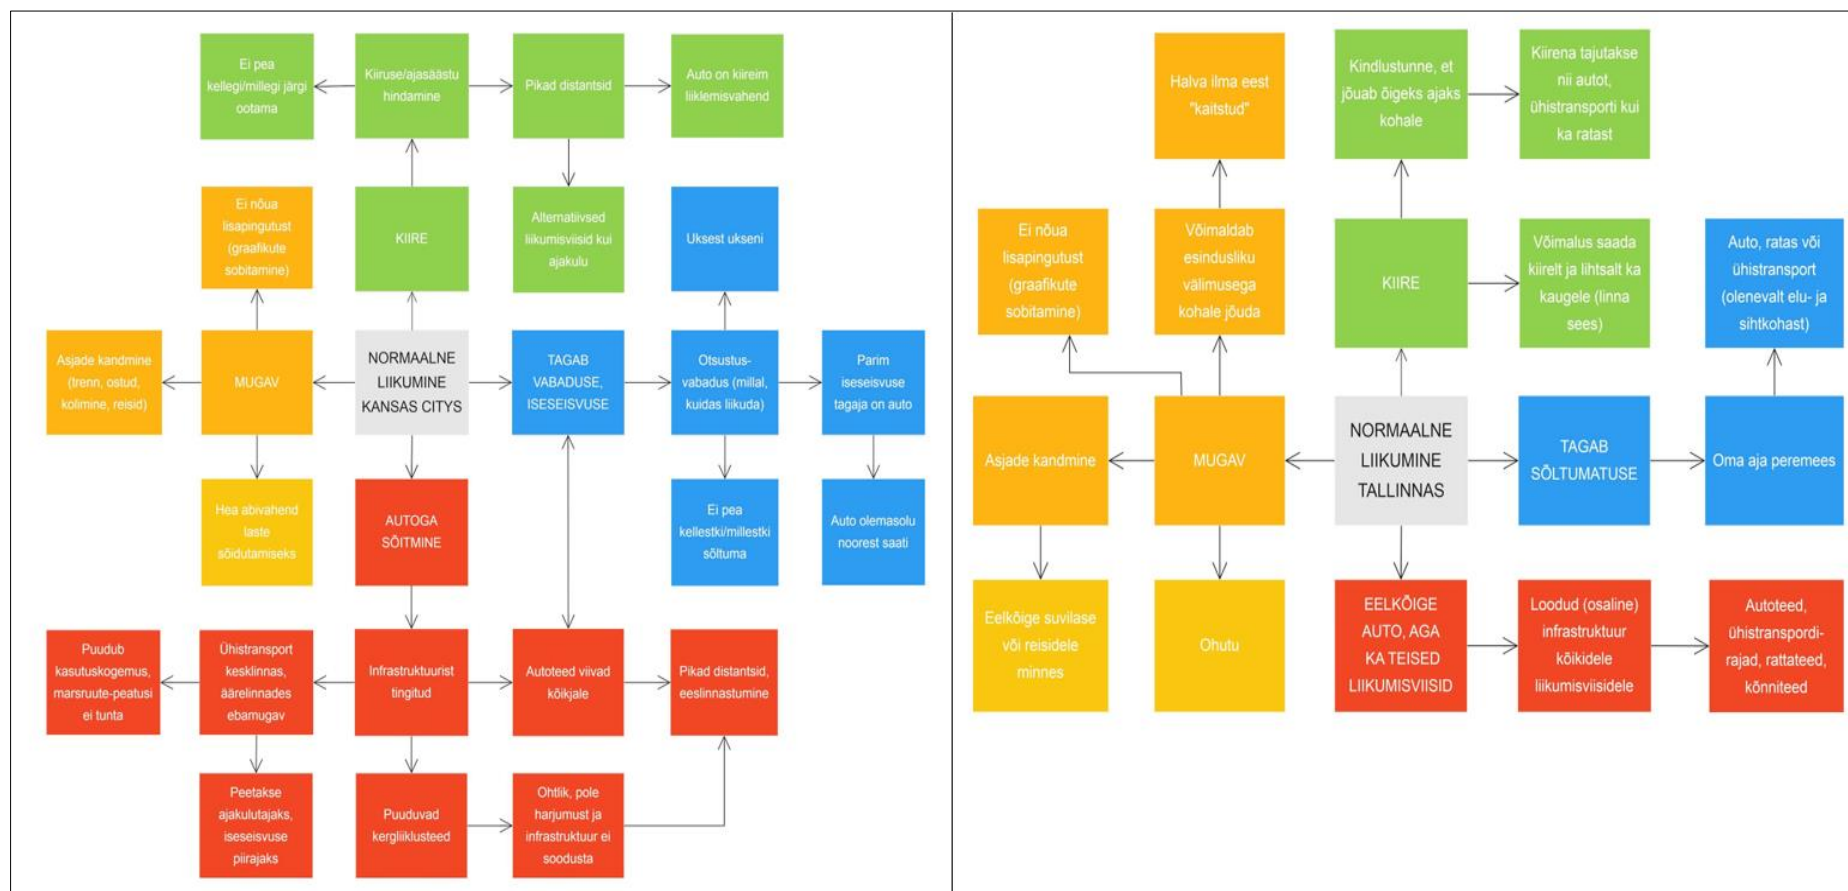 Ei pea
kellegi/millegi järgi
ootama
Kiiruse/ajasäästu
hindamine
Pikad distantsid
Auto on kiireim
liiklemisvahend
Ei nõua
lisapingutust
(graafikute
sobitamine)
KIIRE
Alternatiivsed
liikumisviisid kui
ajakulu
Uksest ukseni
Asjade kandmine
(trenn, ostud,
kolimine, reisid)
MUGAV
NORMAALNE
LIIKUMINE
KANSAS CITYS
TAGAB
VABADUSE,
ISESEISVUSE
Otsustus-
vabadus (millal,
kuidas liikuda)
Parim
iseseisvuse
tagaja on auto
Hea abivahend
laste
sõidutamiseks
AUTOGA
SÕITMINE
Ei pea
kellestki/millestki
sõltuma
Auto olemasolu
noorest saati
Puudub
kasutuskogemus,
marsruute-peatusi
ei tunta
Ühistransport
kesklinnas,
äärelinnades
ebamugav
Infrastruktuurist
tingitud
Autoteed viivad
kõikjale
Pikad distantsid,
eeslinnastumine
Peetakse
ajakulutajaks,
iseseisvuse
piirajaks
Puuduvad
kergliiklusteed
Ohtlik, pole
harjumust ja
infrastruktuur ei
soodusta
Halva ilma eest
"kaitstud"
Kindlustunne, et
jõuab õigeks ajaks
kohale
Kiirena tajutakse
nii autot,
ühistransporti kui
ka ratast
Ei nõua
lisapingutust
(graafikute
sobitamine)
Võimaldab
esindusliku
välimusega
kohale jõuda
KIIRE
Võimalus saada
kiirelt ja lihtsalt ka
kaugele (linna
sees)
Auto, ratas või
ühistransport
(olenevalt elu- ja
sihtkohast)
Asjade kandmine
MUGAV
NORMAALNE
LIIKUMINE
TALLINNAS
TAGAB
SÕLTUMATUSE
Oma aja peremees
Eelkõige suvilasse
või reisidele
minnes
Ohutu
EELKÕIGE
AUTO, AGA
KA TEISED
LIIKUMISVIISID
Loodud (osaline)
infrastruktuur
kõikidele
liikumisviisidele
Autoteed,
ühistranspordi-
rajad, rattateed,
kõnniteed